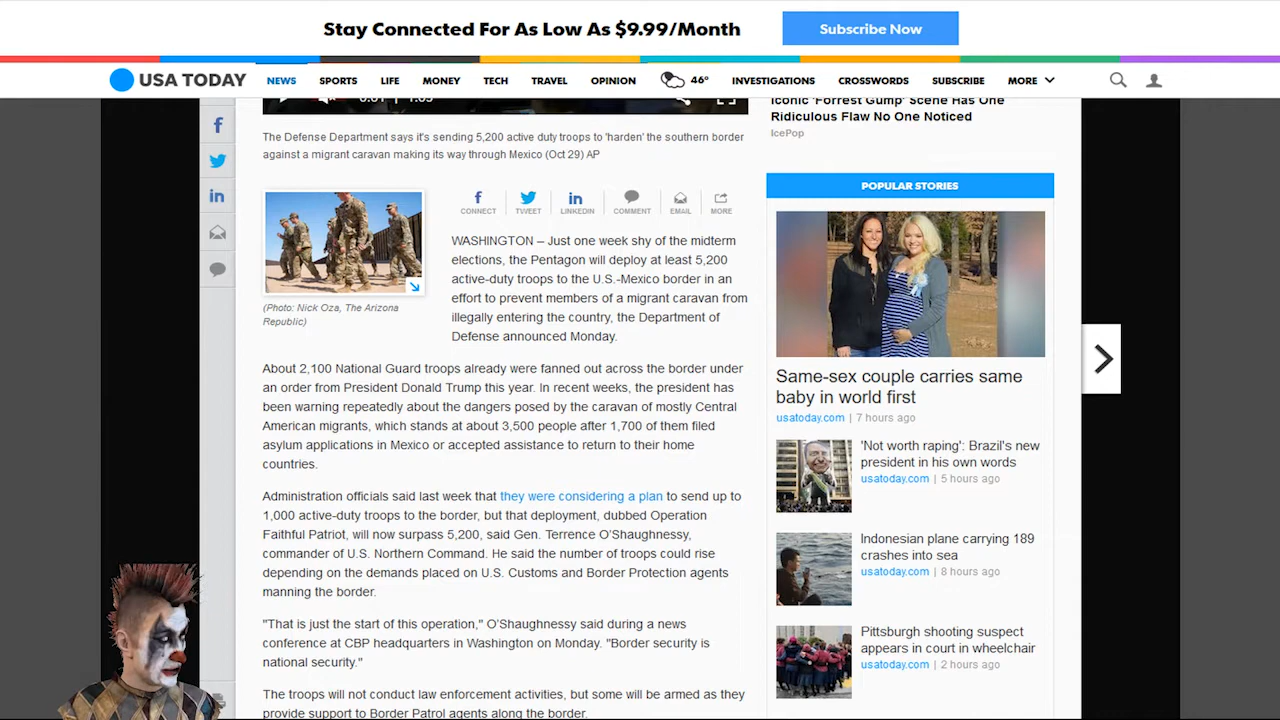 Stay Connected For As Low As $9.99/Month
Subscribe Now
USA TODAY
NEWS
SPORTS
LIFE
MONEY
TECH
TRAVEL
OPINION
46°
INVESTIGATIONS
CROSSWORDS
SUBSCRIBE
MORE
The Defense Department says it's sending 5,200 active duty troops to 'harden' the southern border
against a migrant caravan making its way through Mexico (Oct 29) AP
(Photo: Nick Oza, The Arizona
Republic)
CONNECT
TWEET
LINKEDIN
COMMENT
EMAIL
MORE
WASHINGTON – Just one week shy of the midterm
elections, the Pentagon will deploy at least 5,200
active-duty troops to the U.S.-Mexico border in an
effort to prevent members of a migrant caravan from
illegally entering the country, the Department of
Defense announced Monday.
About 2,100 National Guard troops already were fanned out across the border under
an order from President Donald Trump this year. In recent weeks, the president has
been warning repeatedly about the dangers posed by the caravan of mostly Central
American migrants, which stands at about 3,500 people after 1,700 of them filed
asylum applications in Mexico or accepted assistance to return to their home
countries.
Administration officials said last week that they were considering a plan to send up to
1,000 active-duty troops to the border, but that deployment, dubbed Operation
Faithful Patriot, will now surpass 5,200, said Gen. Terrence O'Shaughnessy,
commander of U.S. Northern Command. He said the number of troops could rise
depending on the demands placed on U.S. Customs and Border Protection agents
manning the border.
"That is just the start of this operation," O'Shaughnessy said during a news
conference at CBP headquarters in Washington on Monday. "Border security is
national security."
The troops will not conduct law enforcement activities, but some will be armed as they
provide support to Border Patrol agents along the border.
Iconic 'Forrest Gump' Scene Has One
Ridiculous Flaw No One Noticed
IcePop
POPULAR STORIES
Same-sex couple carries same
baby in world first
usatoday.com | 7 hours ago
'Not worth raping': Brazil's new
president in his own words
usatoday.com | 5 hours ago
Indonesian plane carrying 189
crashes into sea
usatoday.com | 8 hours ago
Pittsburgh shooting suspect
appears in court in wheelchair
usatoday.com | 2 hours ago